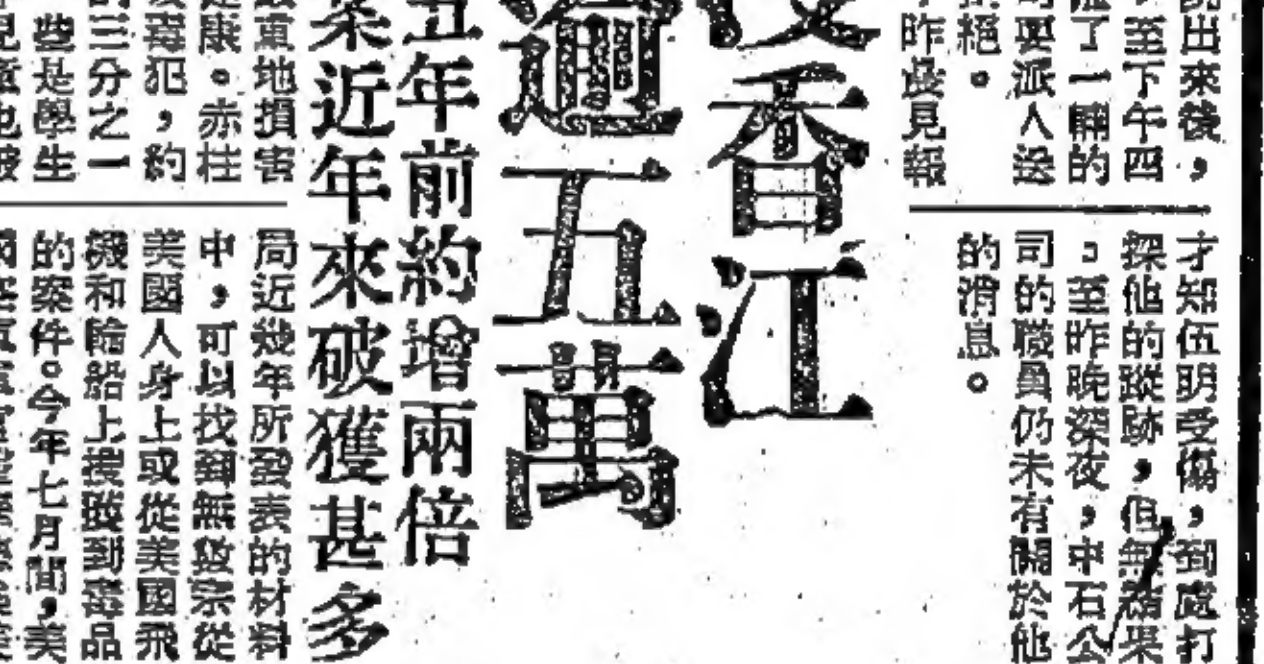 出來後，
至下午四
了一輛的
司要派人送
絕。
昨晨見報
才知伍明受傷，到處打
探他的蹤跡，但無結果
。至昨晚深夜，中石公
司的職員仍未有關於他
的消息。
香江
逾五萬
五年前約增兩倍
案近年來破獲甚多
重地損害
康。赤柱
毒犯，約
三分之一
些是學生
局近幾年所發表的材料
中，可以找到無數宗從
美國人身上或從美國飛
機和輪船上搜獲到毒品
的案件。今年七月間，美